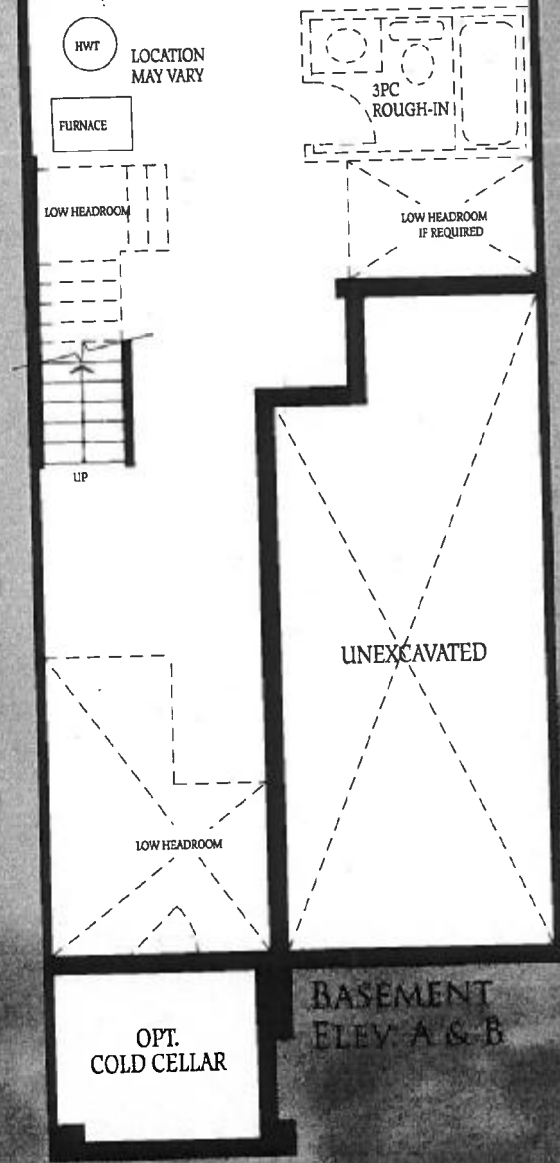 HWT
LOCATION
MAY VARY
3PC
ROUGH-IN
FURNACE
LOW HEADROOM
LOW HEADROOM
IF REQUIRED
UP
UNEXCAVATED
LOW HEADROOM
BASEMENT
ELEV. A & B
OPT.
COLD CELLAR